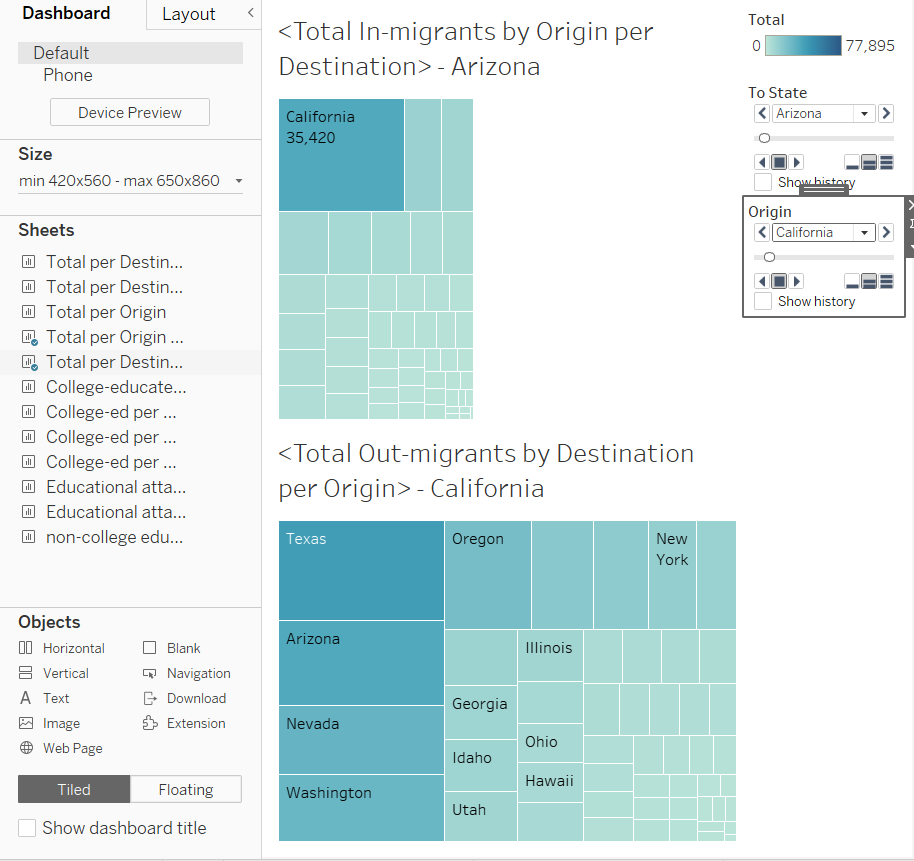 Dashboard
Layout
Default
Phone
Device Preview
Size
min 420x560 - max 650x860
Sheets
Total per Destin...
Total per Destin...
Total per Origin
Total per Origin ...
Total per Destin...
College-educate...
College-ed per ...
College-ed per ...
College-ed per ...
Educational atta...
Educational atta...
non-college edu...
Objects
Horizontal
Blank
Vertical
Navigation
A Text
Download
Image
Extension
Web Page
Tiled
Floating
Show dashboard title
<Total In-migrants by Origin per
Destination> - Arizona
California
35,420
<Total Out-migrants by Destination
per Origin> - California
Texas
Oregon
New
York
Arizona
Illinois
Georgia
Nevada
Ohio
Idaho
Hawaii
Washington
Utah
Total
0
77,895
To State
Arizona
Show history
Origin
California
Show history